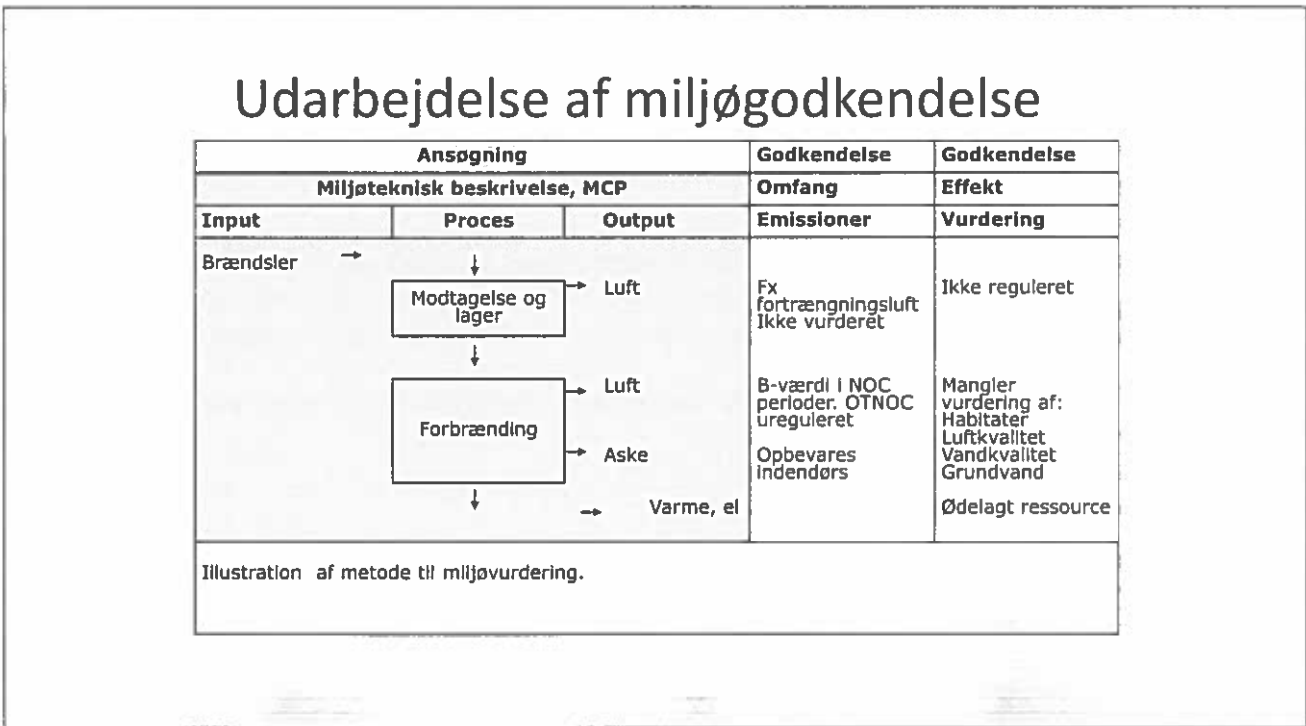 Udarbejdelse af miljøgodkendelse
Ansøgning Godkendelse Godkendelse
Miljøteknisk beskrivelse, MCP Omfang Effekt
Input Proces Output Emissioner Vurdering
Brændsler →
↓
Modtagelse og
lager
→ Luft
Fx
fortrængningsluft
Ikke vurderet
Ikke reguleret
↓
Forbrænding
→ Luft
B-værdi i NOC
perioder. OTNOC
ureguleret
Mangler
vurdering af:
Habitater
Luftkvalitet
Vandkvalitet
Grundvand
→ Aske
Opbevares
indendørs
↓
→ Varme, el
Ødelagt ressource
Illustration af metode til miljøvurdering.